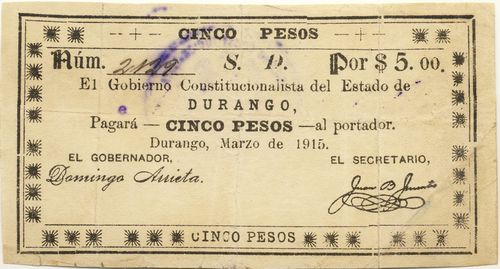 CINCO PESOS
Núm. S. D. Por $ 5.00.
El Gobierno Constitucionalista del Estado de
DURANGO,
Pagará — CINCO PESOS — al portador.
Durango, Marzo de 1915.
EL GOBERNADOR, EL SECRETARIO,
Domingo Arrieta.
CINCO PESOS